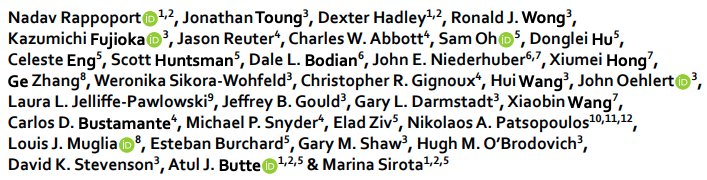 Nadav Rappoport 1,2, Jonathan Toung3, Dexter Hadley1,2, Ronald J. Wong3,
Kazumichi Fujioka 3, Jason Reuter4, Charles W. Abbott4, Sam Oh 5, Donglei Hu5,
Celeste Eng5, Scott Huntsman5, Dale L. Bodian6, John E. Niederhuber6,7, Xiumei Hong7,
Ge Zhang8, Weronika Sikora-Wohlfeld3, Christopher R. Gignoux4, Hui Wang3, John Oehlert 3,
Laura L. Jelliffe-Pawlowski9, Jeffrey B. Gould3, Gary L. Darmstadt3, Xiaobin Wang7,
Carlos D. Bustamante4, Michael P. Snyder4, Elad Ziv5, Nikolaos A. Patsopoulos10,11,12,
Louis J. Muglia 8, Esteban Burchard5, Gary M. Shaw3, Hugh M. O'Brodovich3,
David K. Stevenson3, Atul J. Butte 1,2,5 & Marina Sirota1,2,5